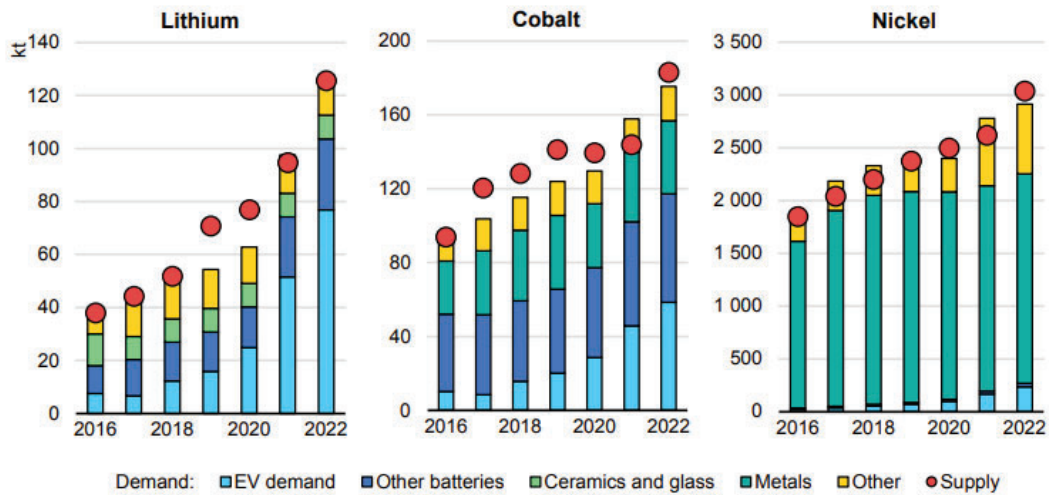 Lithium
kt
140
120
100
80
60
40
20
0
2016 2018 2020 2022
Cobalt
200
160
120
80
40
0
2016 2018 2020 2022
Nickel
3 500
3 000
2 500
2 000
1 500
1 000
500
0
2016 2018 2020 2022
Demand: EV demand Other batteries Ceramics and glass Metals Other Supply